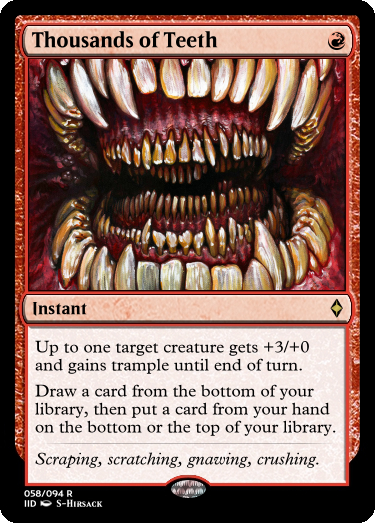 Thousands of Teeth
Instant
Up to one target creature gets +3/+0
and gains trample until end of turn.
Draw a card from the bottom of your
library, then put a card from your hand
on the bottom or the top of your library.
Scraping, scratching, gnawing, crushing.
058/094 R
IID S-Hirsack